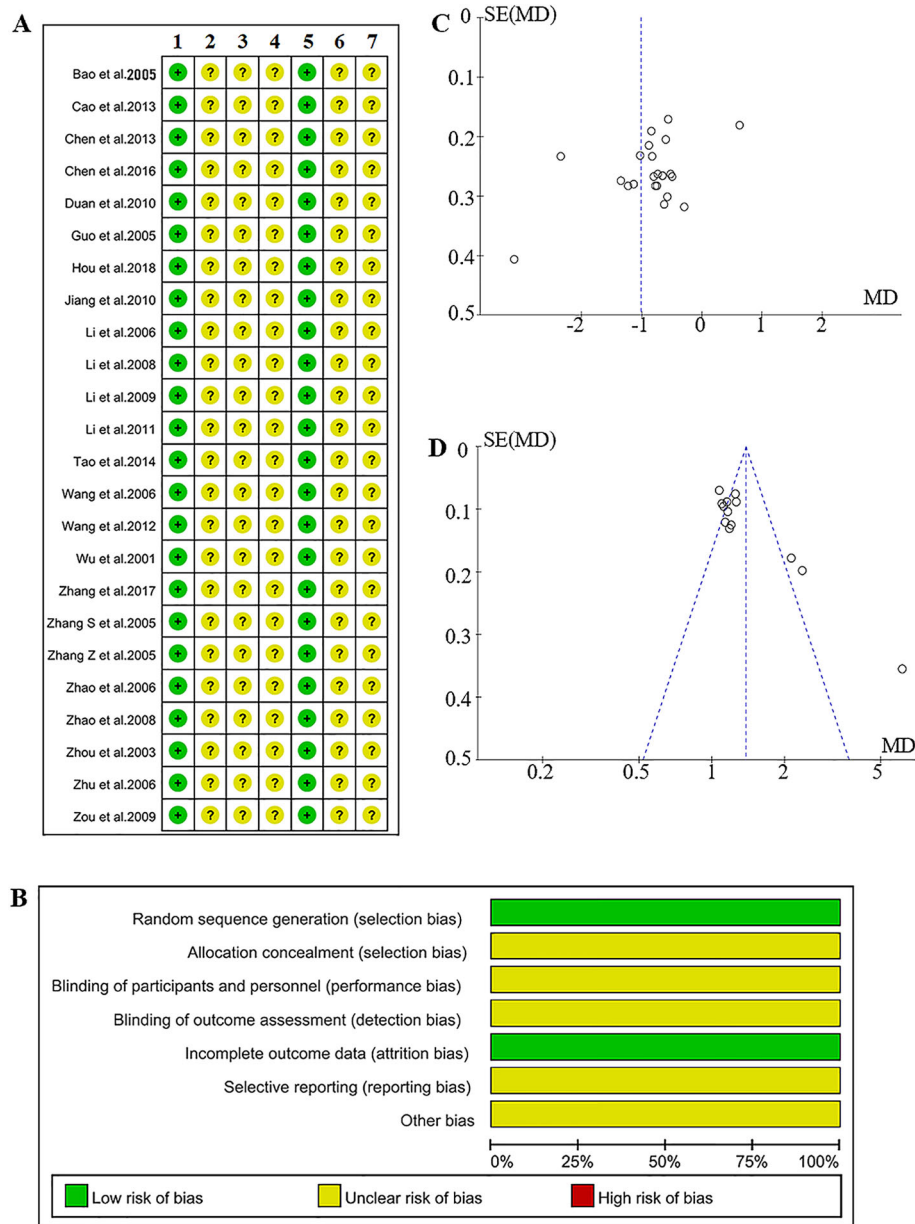 A
1 2 3 4 5 6 7
Bao et al.2005 + ? ? ? + ? ?
Cao et al.2013 + ? ? ? + ? ?
Chen et al.2013 + ? ? ? + ? ?
Chen et al.2016 + ? ? ? + ? ?
Duan et al.2010 + ? ? ? + ? ?
Guo et al.2005 + ? ? ? + ? ?
Hou et al.2018 + ? ? ? + ? ?
Jiang et al.2010 + ? ? ? + ? ?
Li et al.2006 + ? ? ? + ? ?
Li et al.2008 + ? ? ? + ? ?
Li et al.2009 + ? ? ? + ? ?
Li et al.2011 + ? ? ? + ? ?
Tao et al.2014 + ? ? ? + ? ?
Wang et al.2006 + ? ? ? + ? ?
Wang et al.2012 + ? ? ? + ? ?
Wu et al.2001 + ? ? ? + ? ?
Zhang et al.2017 + ? ? ? + ? ?
Zhang S et al.2005 + ? ? ? + ? ?
Zhang Z et al.2005 + ? ? ? + ? ?
Zhao et al.2006 + ? ? ? + ? ?
Zhao et al.2008 + ? ? ? + ? ?
Zhou et al.2003 + ? ? ? + ? ?
Zhu et al.2006 + ? ? ? + ? ?
Zou et al.2009 + ? ? ? + ? ?
C
SE(MD)
0
0.1
0.2
0.3
0.4
0.5
MD
-2 -1 0 1 2
D
SE(MD)
0
0.1
0.2
0.3
0.4
0.5
MD
0.2 0.5 1 2 5
B
Random sequence generation (selection bias)
Allocation concealment (selection bias)
Blinding of participants and personnel (performance bias)
Blinding of outcome assessment (detection bias)
Incomplete outcome data (attrition bias)
Selective reporting (reporting bias)
Other bias
0% 25% 50% 75% 100%
Low risk of bias Unclear risk of bias High risk of bias